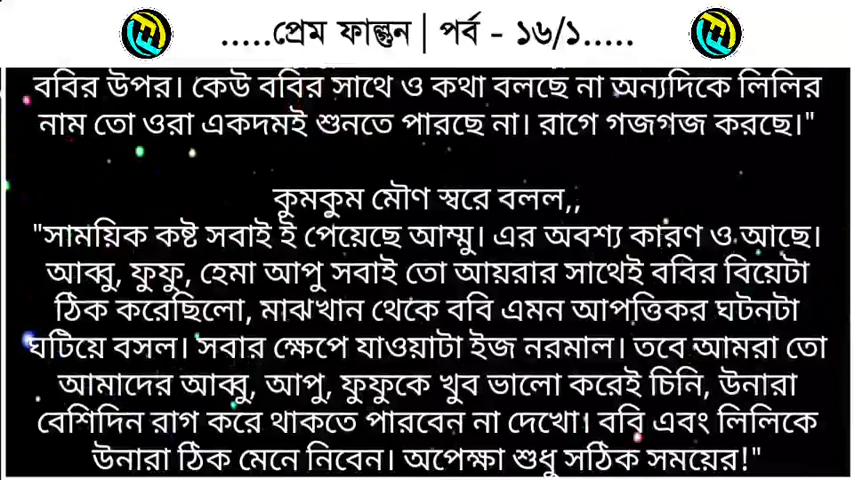 .....প্রেম ফাল্গুন | পর্ব - ১৬/১.....
ববির উপর। কেউ ববির সাথে ও কথা বলছে না অন্যদিকে লিলির
নাম তো ওরা একদমই শুনতে পারছে না। রাগে গজগজ করছে।"
কুমকুম মৌণ স্বরে বলল,,
"সাময়িক কষ্ট সবাই ই পেয়েছে আম্মু। এর অবশ্য কারণ ও আছে।
আব্বু, ফুফু, হেমা আপু সবাই তো আয়রার সাথেই ববির বিয়েটা
ঠিক করেছিলো, মাঝখান থেকে ববি এমন আপত্তিকর ঘটনটা
ঘটিয়ে বসল। সবার ক্ষেপে যাওয়াটা ইজ নরমাল। তবে আমরা তো
আমাদের আব্বু, আপু, ফুফুকে খুব ভালো করেই চিনি, উনারা
বেশিদিন রাগ করে থাকতে পারবেন না দেখো। ববি এবং লিলিকে
উনারা ঠিক মেনে নিবেন। অপেক্ষা শুধু সঠিক সময়ের!"